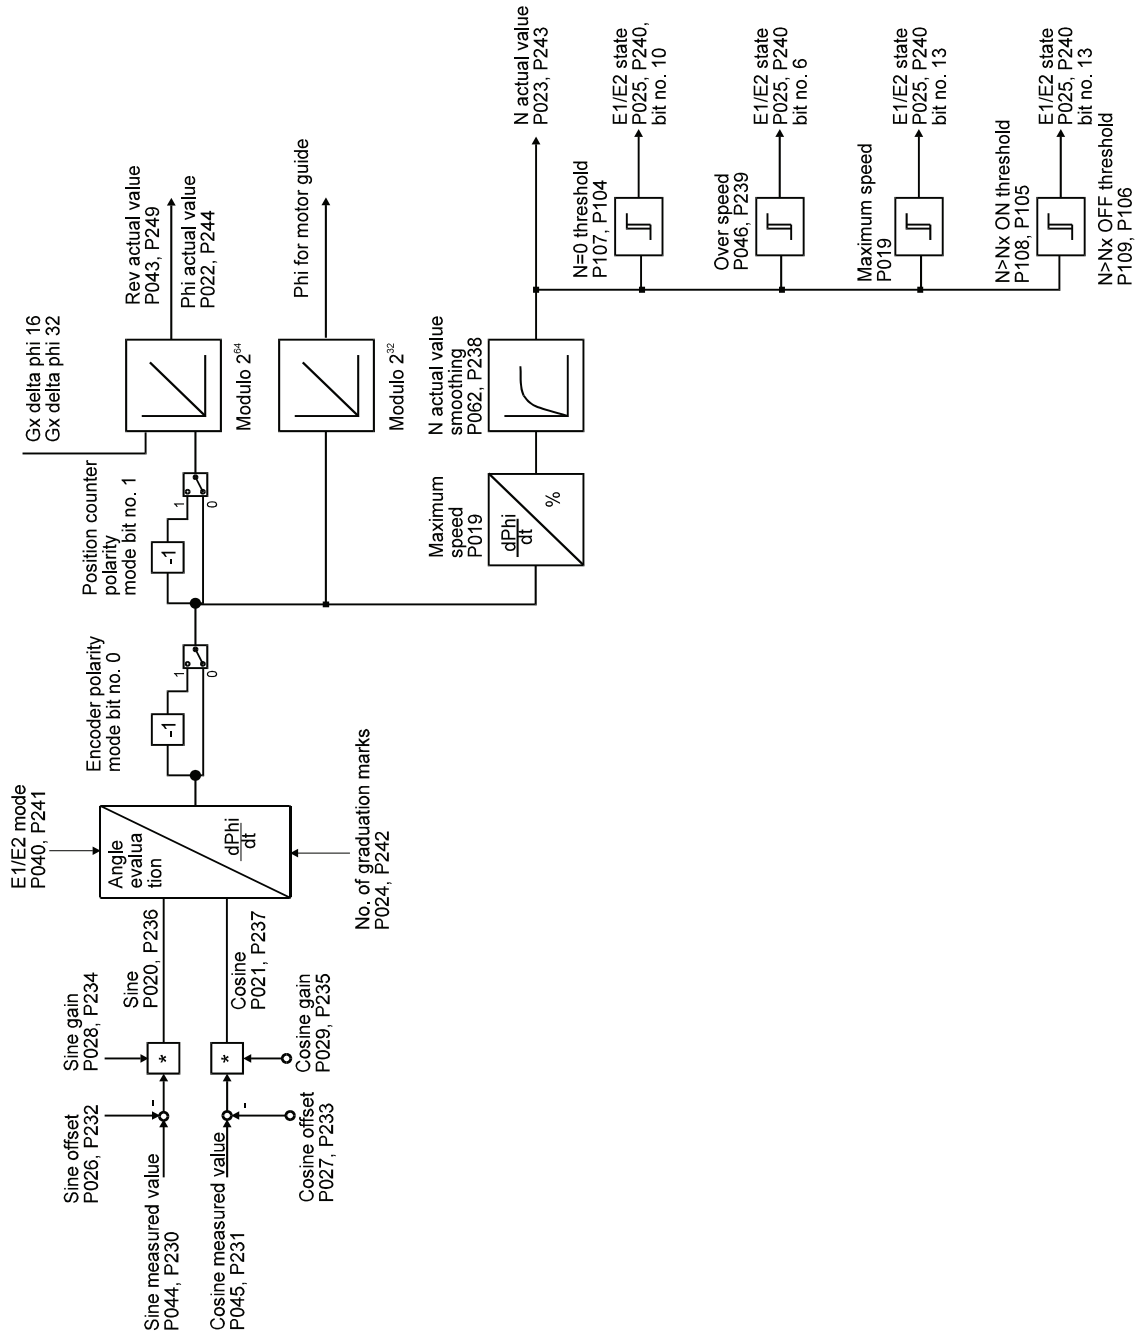 Sine measured value
P044, P230
Sine offset
P026, P232
-
Sine gain
P028, P234
*
Sine
P020, P236
Cosine measured value
P045, P231
Cosine offset
P027, P233
-
Cosine gain
P029, P235
*
Cosine
P021, P237
E1/E2 mode
P040, P241
Angle
evalua
tion
dPhi
dt
No. of graduation marks
P024, P242
Encoder polarity
mode bit no. 0
-1
1
0
Position counter
polarity
mode bit no. 1
-1
1
0
Gx delta phi 16
Gx delta phi 32
Modulo 2^64
Rev actual value
P043, P249
Phi actual value
P022, P244
Modulo 2^32
Phi for motor guide
Maximum
speed
P019
dPhi
dt
%
N actual value
smoothing
P062, P238
N actual value
P023, P243
N=0 threshold
P107, P104
E1/E2 state
P025, P240,
bit no. 10
Over speed
P046, P239
E1/E2 state
P025, P240
bit no. 6
Maximum speed
P019
E1/E2 state
P025, P240
bit no. 13
N>Nx ON threshold
P108, P105
E1/E2 state
P025, P240
bit no. 13
N>Nx OFF threshold
P109, P106